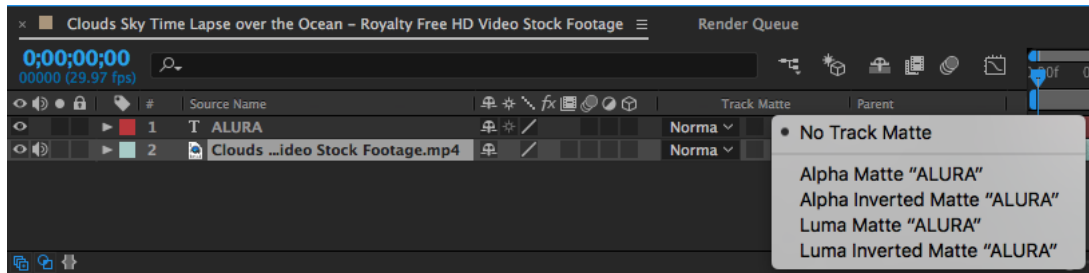 × Clouds Sky Time Lapse over the Ocean – Royalty Free HD Video Stock Footage ≡ Render Queue
0;00;00;00
00000 (29.97 fps)
# Source Name fx Track Matte Parent
1 T ALURA Norma
2 Clouds ...ideo Stock Footage.mp4 Norma
• No Track Matte
Alpha Matte “ALURA”
Alpha Inverted Matte “ALURA”
Luma Matte “ALURA”
Luma Inverted Matte “ALURA”